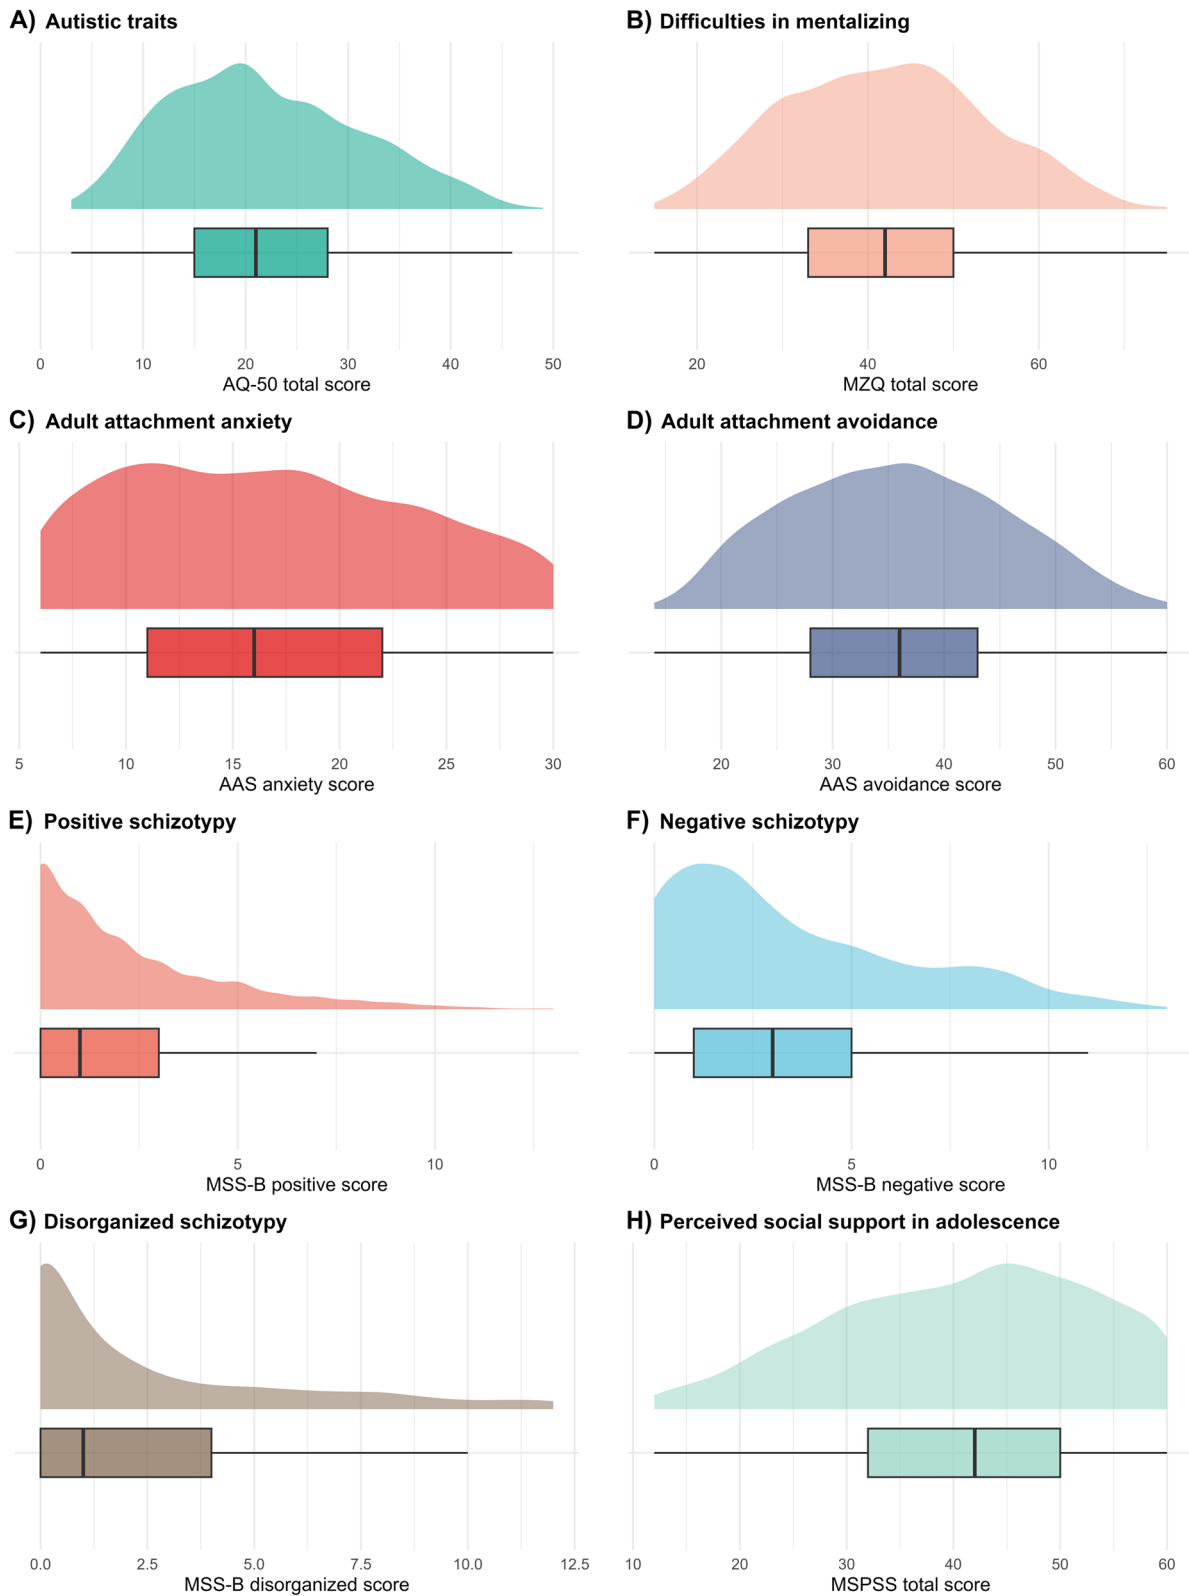 A) Autistic traits
0 10 20 30 40 50
AQ-50 total score
B) Difficulties in mentalizing
20 40 60
MZQ total score
C) Adult attachment anxiety
5 10 15 20 25 30
AAS anxiety score
D) Adult attachment avoidance
20 30 40 50 60
AAS avoidance score
E) Positive schizotypy
0 5 10
MSS-B positive score
F) Negative schizotypy
0 5 10
MSS-B negative score
G) Disorganized schizotypy
0.0 2.5 5.0 7.5 10.0 12.5
MSS-B disorganized score
H) Perceived social support in adolescence
10 20 30 40 50 60
MSPSS total score